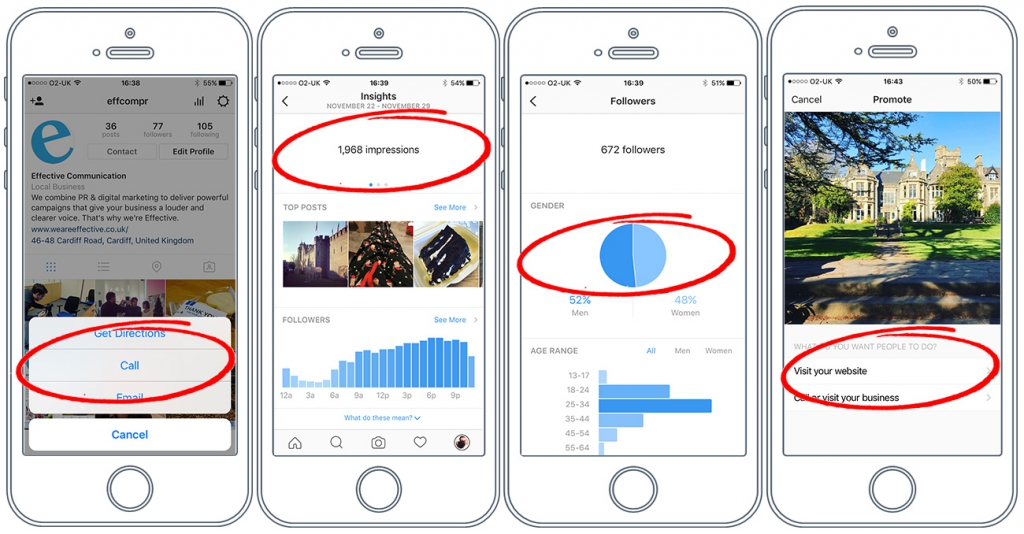 ●○○○○ O2-UK 16:38 55%
effcompr
e
36 77 105
posts followers following
Contact Edit Profile
Effective Communication
Local Business
We combine PR & digital marketing to deliver powerful
campaigns that give your business a louder and
clearer voice. That's why we're Effective.
www.weareeffective.co.uk/
46-48 Cardiff Road, Cardiff, United Kingdom
THANK YOU
Get Directions
Call
Email
Cancel
●○○○○ O2-UK 16:39 54%
Insights
NOVEMBER 22 - NOVEMBER 29
1,968 impressions
TOP POSTS See More
FOLLOWERS See More
12a 3a 6a 9a 12p 3p 6p 9p
What do these mean?
●○○○○ O2-UK 16:39 51%
Followers
672 followers
GENDER
52% 48%
Men Women
AGE RANGE All Men Women
13-17
18-24
25-34
35-44
45-54
55-64
●○○○○ O2-UK 16:43 50%
Cancel Promote
WHAT DO YOU WANT PEOPLE TO DO?
Visit your website
Call or visit your business